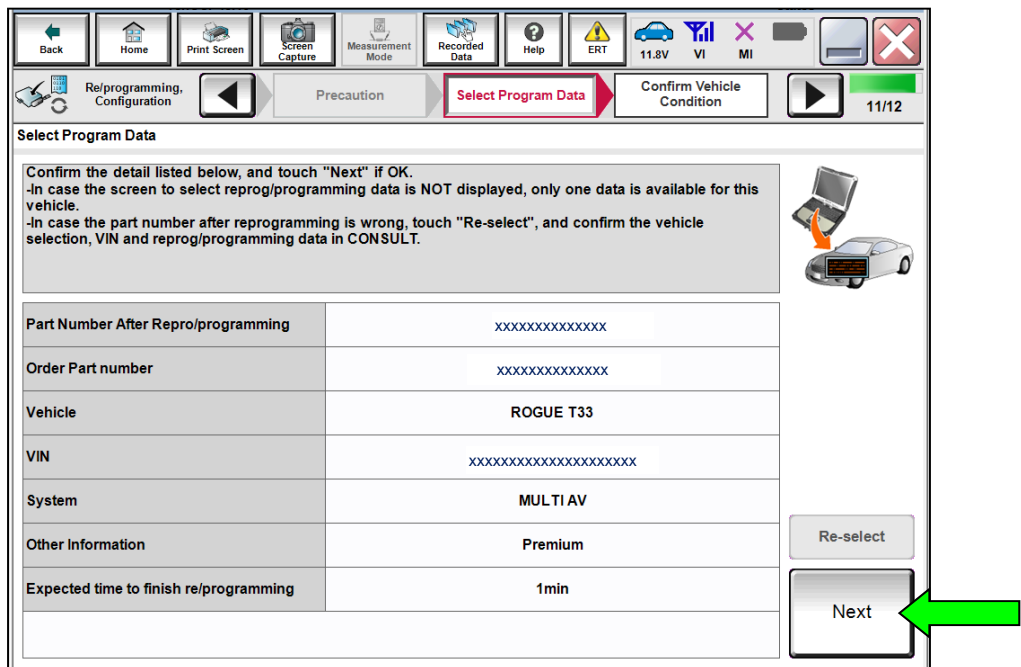 Back
Home
Print Screen
Screen
Capture
Measurement
Mode
Recorded
Data
Help
ERT
11.8V
VI
MI
Re/programming,
Configuration
Precaution
Select Program Data
Confirm Vehicle
Condition
11/12
Select Program Data
Confirm the detail listed below, and touch "Next" if OK.
-In case the screen to select reprog/programming data is NOT displayed, only one data is available for this
vehicle.
-In case the part number after reprogramming is wrong, touch "Re-select", and confirm the vehicle
selection, VIN and reprog/programming data in CONSULT.
Part Number After Repro/programming
xxxxxxxxxxxxxx
Order Part number
xxxxxxxxxxxxxx
Vehicle
ROGUE T33
VIN
xxxxxxxxxxxxxxxxxxxxx
System
MULTI AV
Other Information
Premium
Expected time to finish re/programming
1min
Re-select
Next